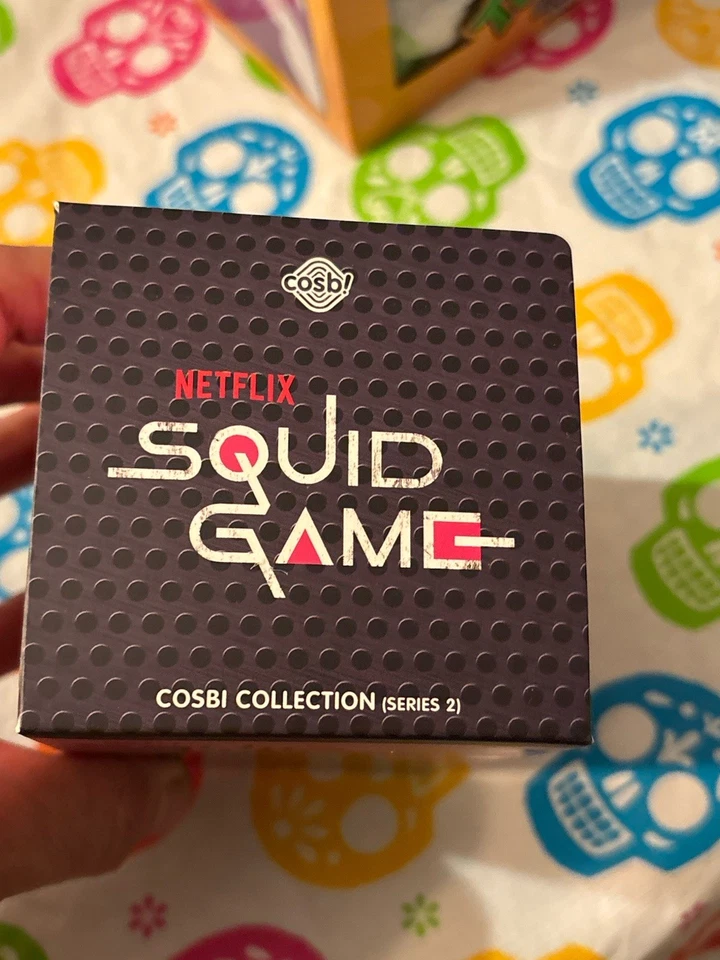 cosb!
NETFLIX
SQUID
GAME
COSBI COLLECTION (SERIES 2)